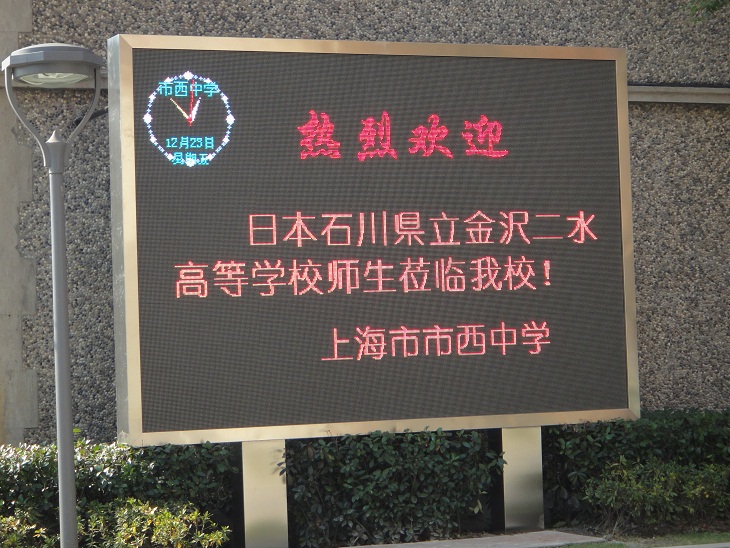 市西中学
12月23日
星期五
热烈欢迎
日本石川県立金沢二水
高等学校师生莅临我校！
上海市市西中学